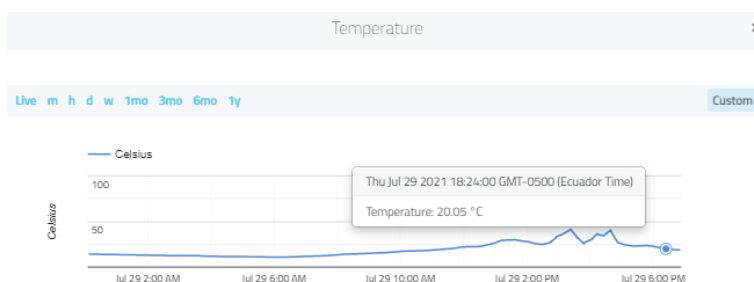 Temperature
Live m h d w 1mo 3mo 6mo 1y
Custom
Celsius
100
Thu Jul 29 2021 18:24:00 GMT-0500 (Ecuador Time)
Temperature: 20.05 °C
Celsius
50
Jul 29 2:00 AM
Jul 29 6:00 AM
Jul 29 10:00 AM
Jul 29 2:00 PM
Jul 29 6:00 PM